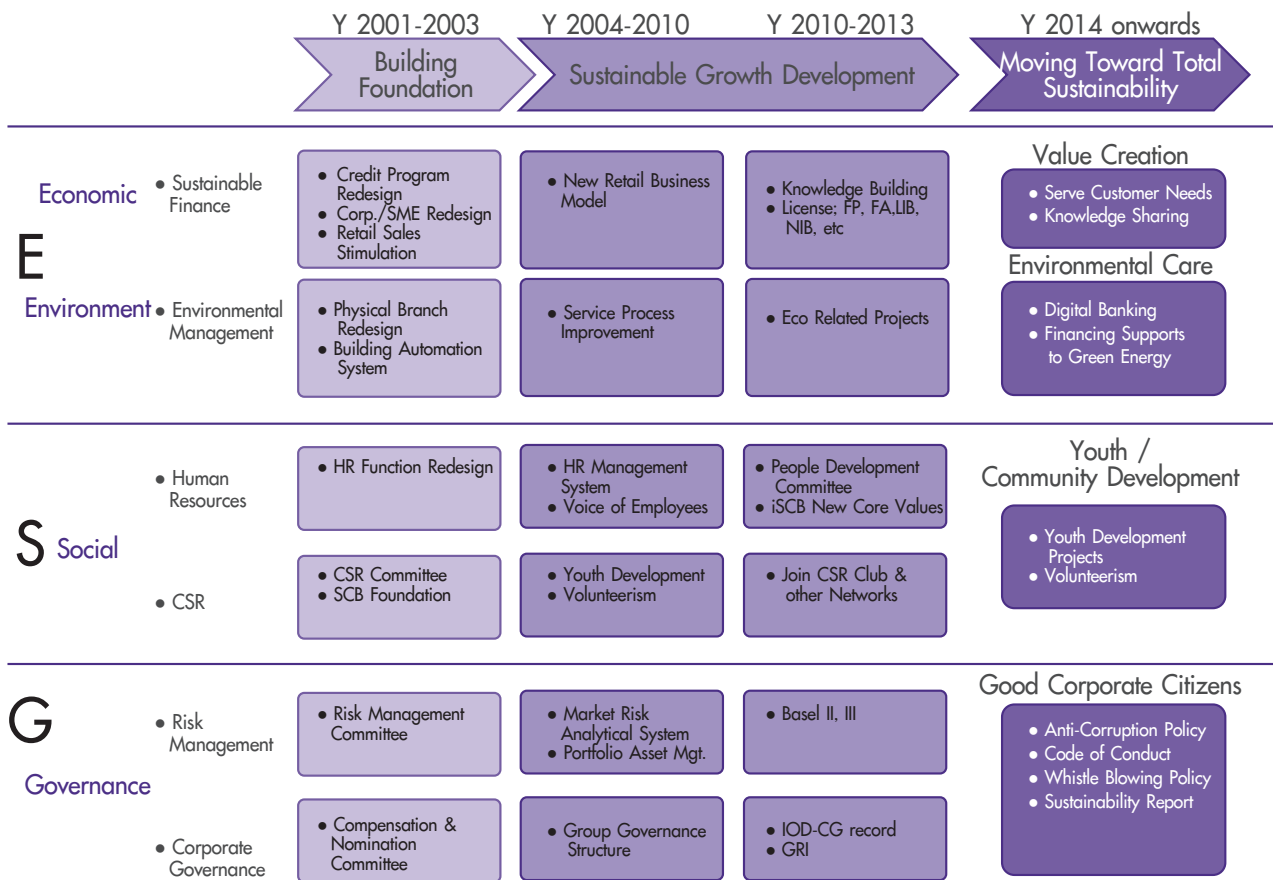 Y 2001-2003
Y 2004-2010
Y 2010-2013
Y 2014 onwards
Building
Foundation
Sustainable Growth Development
Moving Toward Total
Sustainability
E
Economic
● Sustainable
Finance
● Credit Program
Redesign
● Corp./SME Redesign
● Retail Sales
Stimulation
● New Retail Business
Model
● Knowledge Building
● License; FP, FA,LIB,
NIB, etc
Value Creation
● Serve Customer Needs
● Knowledge Sharing
Environment
● Environmental
Management
● Physical Branch
Redesign
● Building Automation
System
● Service Process
Improvement
● Eco Related Projects
Environmental Care
● Digital Banking
● Financing Supports
to Green Energy
S Social
● Human
Resources
● HR Function Redesign
● HR Management
System
● Voice of Employees
● People Development
Committee
● iSCB New Core Values
Youth /
Community Development
● Youth Development
Projects
● Volunteerism
● CSR
● CSR Committee
● SCB Foundation
● Youth Development
● Volunteerism
● Join CSR Club &
other Networks
G
Governance
● Risk
Management
● Risk Management
Committee
● Market Risk
Analytical System
● Portfolio Asset Mgt.
● Basel II, III
Good Corporate Citizens
● Anti-Corruption Policy
● Code of Conduct
● Whistle Blowing Policy
● Sustainability Report
● Corporate
Governance
● Compensation &
Nomination
Committee
● Group Governance
Structure
● IOD-CG record
● GRI